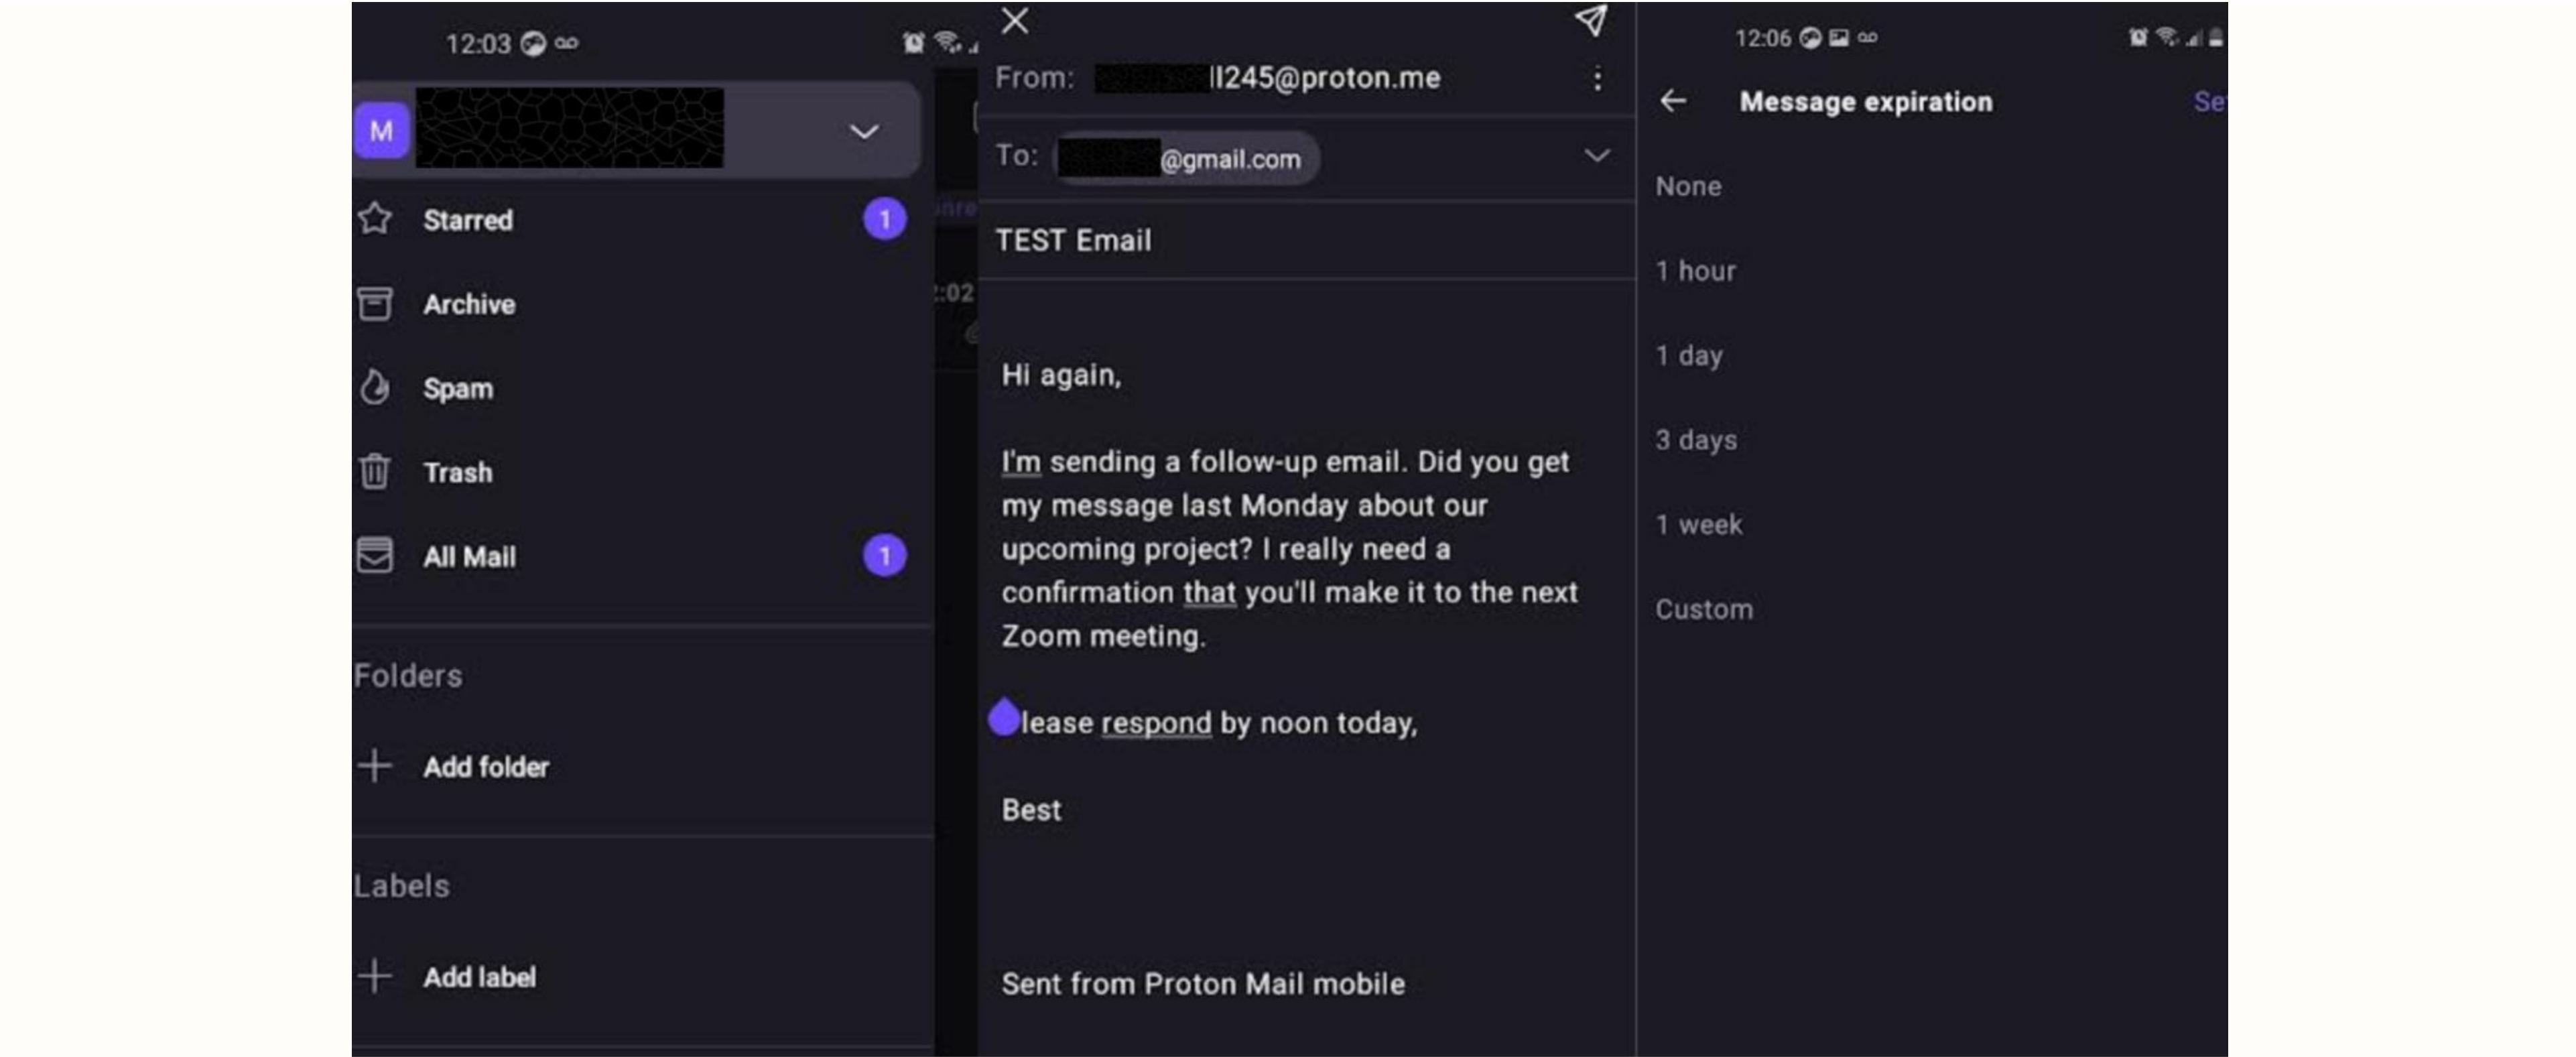 12:03
M
Starred 1
Archive
Spam
Trash
All Mail 1
Folders
Add folder
Labels
Add label
:02
From: ll245@proton.me
To: @gmail.com
TEST Email
Hi again,
I'm sending a follow-up email. Did you get
my message last Monday about our
upcoming project? I really need a
confirmation that you'll make it to the next
Zoom meeting.
lease respond by noon today,
Best
Sent from Proton Mail mobile
12:06
Message expiration Se
None
1 hour
1 day
3 days
1 week
Custom